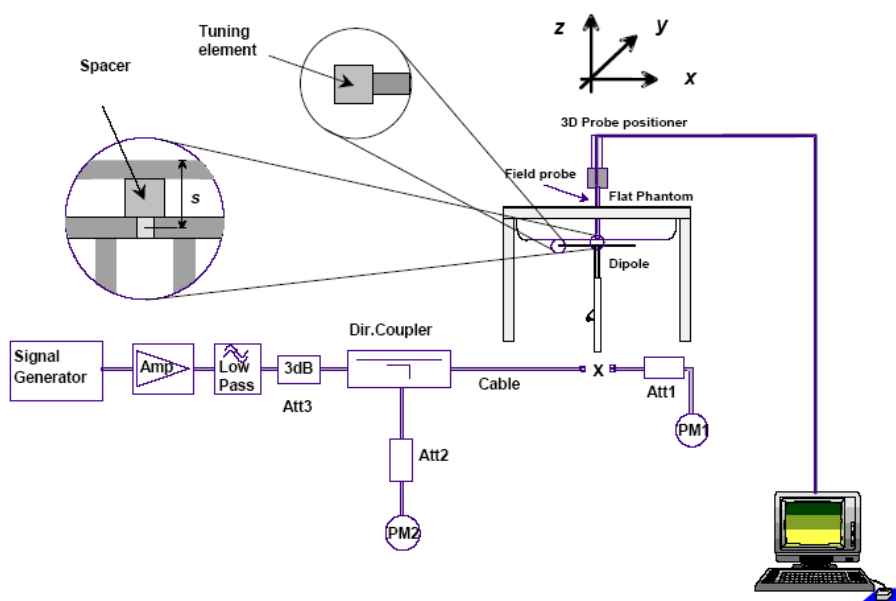 Tuning
element
z
y
x
Spacer
s
3D Probe positioner
Field probe
Flat Phantom
Dipole
Dir.Coupler
Signal
Generator
Amp
Low
Pass
3dB
Att3
Cable
X
Att1
PM1
Att2
PM2